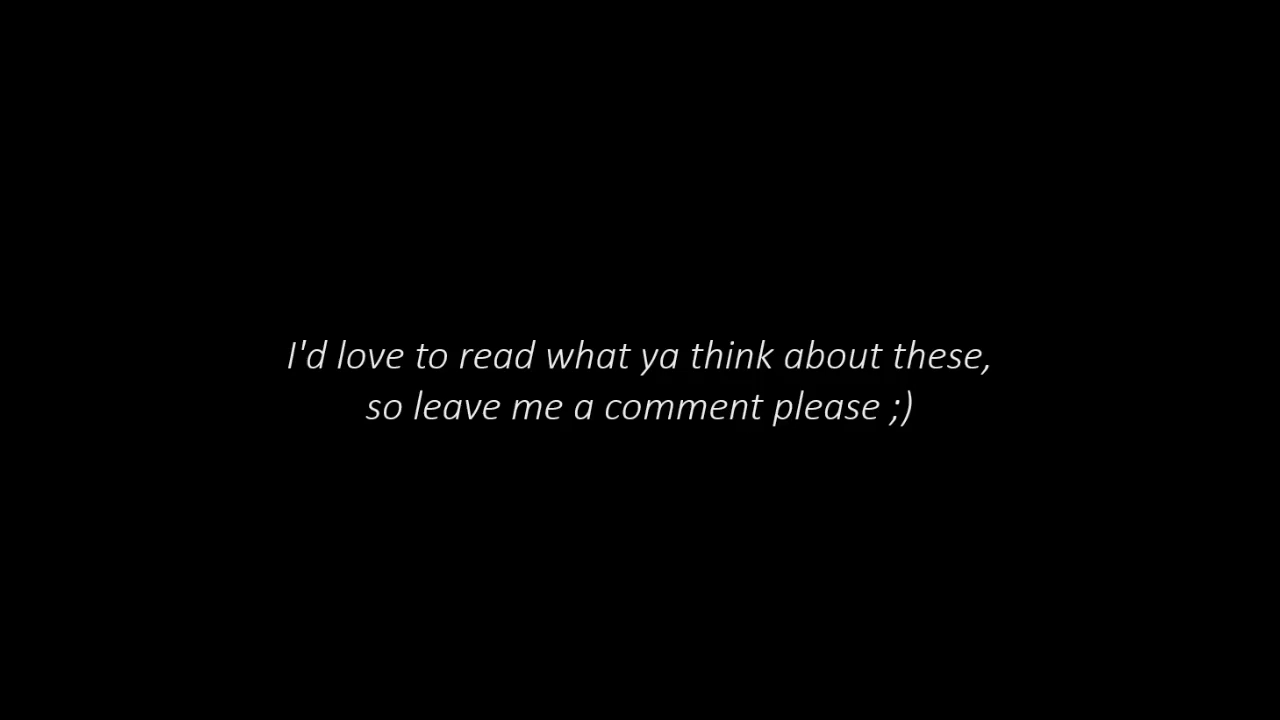 I'd love to read what ya think about these,
so leave me a comment please ;)